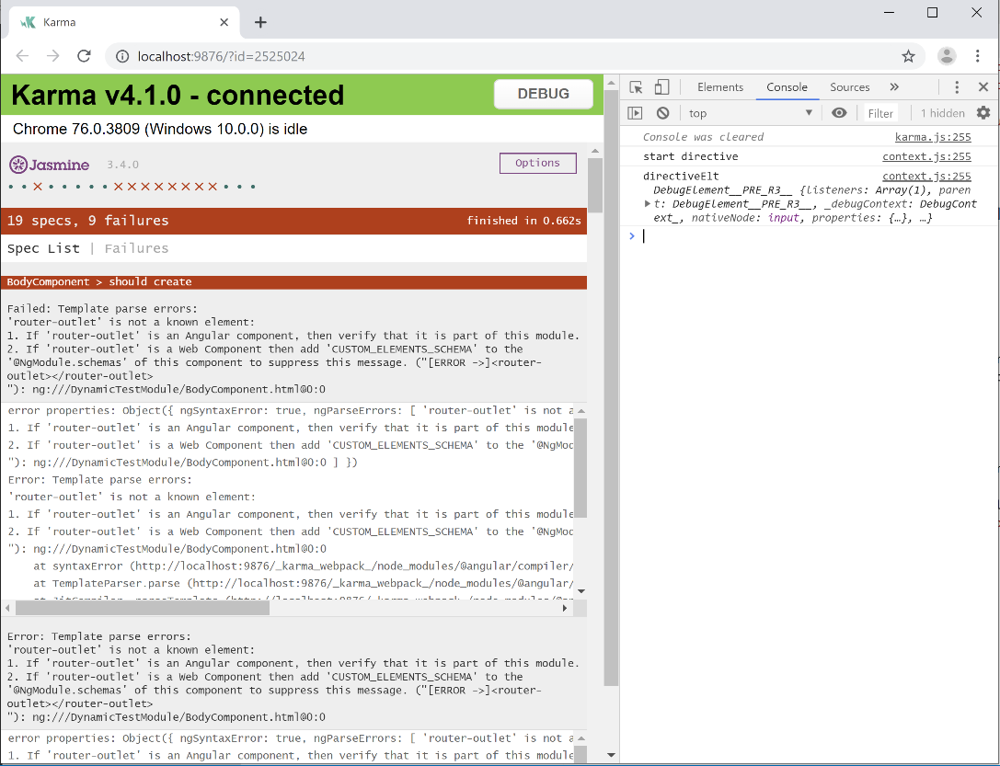 Karma
localhost:9876/?id=2525024
Karma v4.1.0 - connected
DEBUG
Chrome 76.0.3809 (Windows 10.0.0) is idle
Jasmine 3.4.0
Options
• • × • • • • • × × × × × × × × • • •
19 specs, 9 failures
finished in 0.662s
Spec List | Failures
BodyComponent > should create
Failed: Template parse errors:
'router-outlet' is not a known element:
1. If 'router-outlet' is an Angular component, then verify that it is part of this module.
2. If 'router-outlet' is a Web Component then add 'CUSTOM_ELEMENTS_SCHEMA' to the
'@NgModule.schemas' of this component to suppress this message. ("[ERROR ->]<router-
outlet></router-outlet>
"): ng:///DynamicTestModule/BodyComponent.html@0:0
error properties: Object({ ngSyntaxError: true, ngParseErrors: [ 'router-outlet' is not a
1. If 'router-outlet' is an Angular component, then verify that it is part of this module
2. If 'router-outlet' is a Web Component then add 'CUSTOM_ELEMENTS_SCHEMA' to the '@NgMod
"): ng:///DynamicTestModule/BodyComponent.html@0:0 ] })
Error: Template parse errors:
'router-outlet' is not a known element:
1. If 'router-outlet' is an Angular component, then verify that it is part of this module
2. If 'router-outlet' is a Web Component then add 'CUSTOM_ELEMENTS_SCHEMA' to the '@NgMod
"): ng:///DynamicTestModule/BodyComponent.html@0:0
at syntaxError (http://localhost:9876/_karma_webpack_/node_modules/@angular/compiler/
at TemplateParser.parse (http://localhost:9876/_karma_webpack_/node_modules/@angular/
Error: Template parse errors:
'router-outlet' is not a known element:
1. If 'router-outlet' is an Angular component, then verify that it is part of this module.
2. If 'router-outlet' is a Web Component then add 'CUSTOM_ELEMENTS_SCHEMA' to the
'@NgModule.schemas' of this component to suppress this message. ("[ERROR ->]<router-
outlet></router-outlet>
"): ng:///DynamicTestModule/BodyComponent.html@0:0
error properties: Object({ ngSyntaxError: true, ngParseErrors: [ 'router-outlet' is not a
1. If 'router-outlet' is an Angular component, then verify that it is part of this module
Elements Console Sources »
top
Filter
1 hidden
Console was cleared karma.js:255
start directive context.js:255
directiveElt context.js:255
DebugElement__PRE_R3__ {listeners: Array(1), paren
t: DebugElement__PRE_R3__, _debugContext: DebugCont
ext_, nativeNode: input, properties: {…}, …}